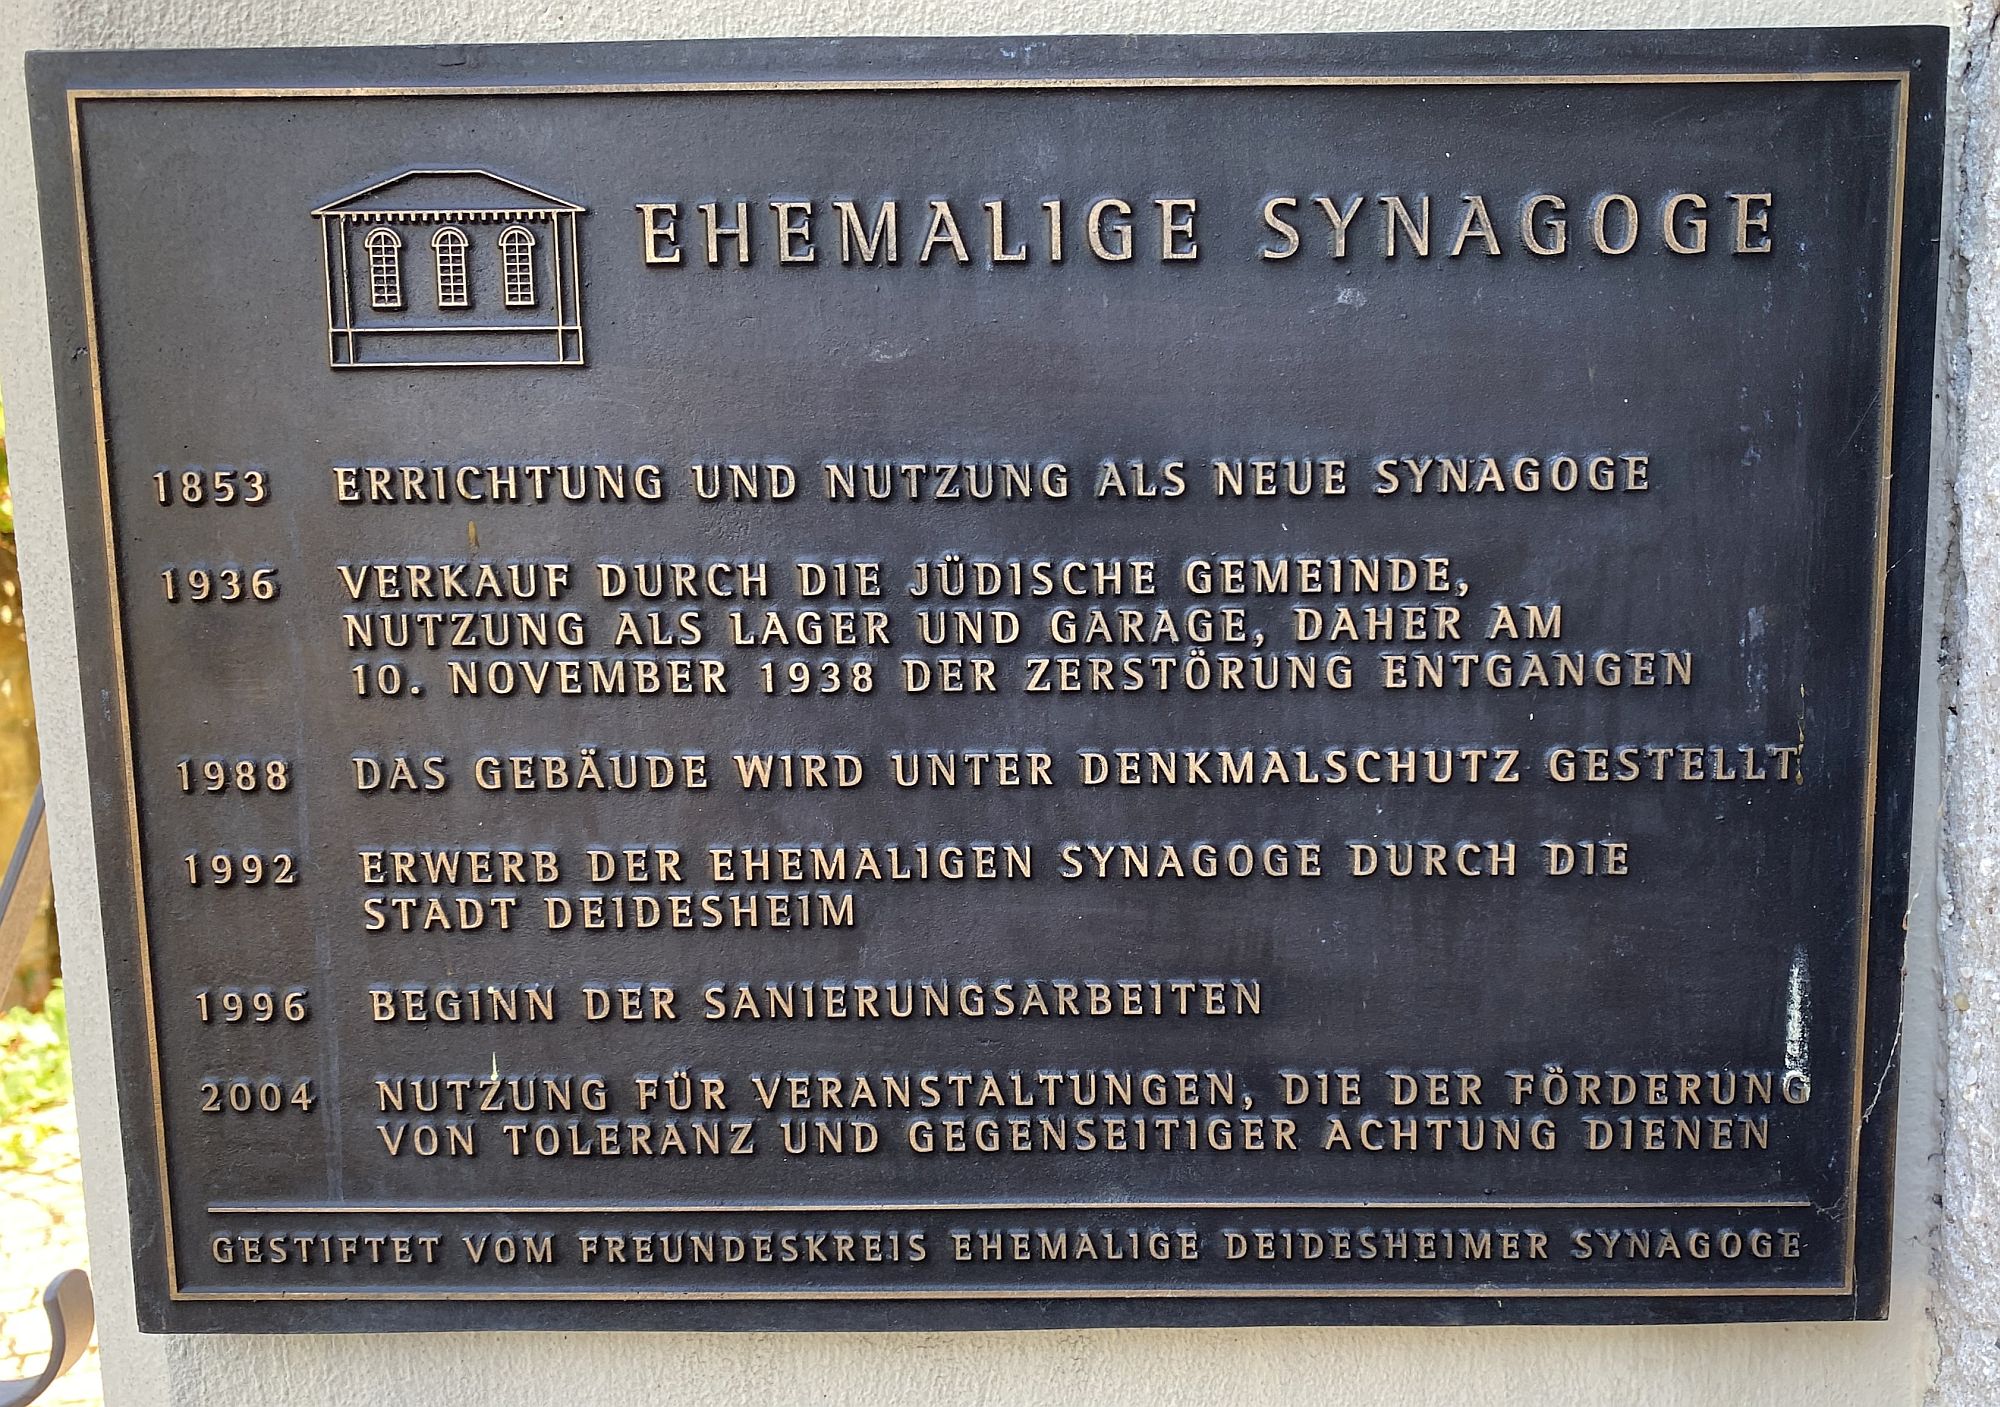 EHEMALIGE SYNAGOGE
1853 ERRICHTUNG UND NUTZUNG ALS NEUE SYNAGOGE
1936 VERKAUF DURCH DIE JÜDISCHE GEMEINDE,
NUTZUNG ALS LAGER UND GARAGE, DAHER AM
10. NOVEMBER 1938 DER ZERSTÖRUNG ENTGANGEN
1988 DAS GEBÄUDE WIRD UNTER DENKMALSCHUTZ GESTELLT
1992 ERWERB DER EHEMALIGEN SYNAGOGE DURCH DIE
STADT DEIDESHEIM
1996 BEGINN DER SANIERUNGSARBEITEN
2004 NUTZUNG FÜR VERANSTALTUNGEN, DIE DER FÖRDERUNG
VON TOLERANZ UND GEGENSEITIGER ACHTUNG DIENEN
GESTIFTET VOM FREUNDESKREIS EHEMALIGE DEIDESHEIMER SYNAGOGE